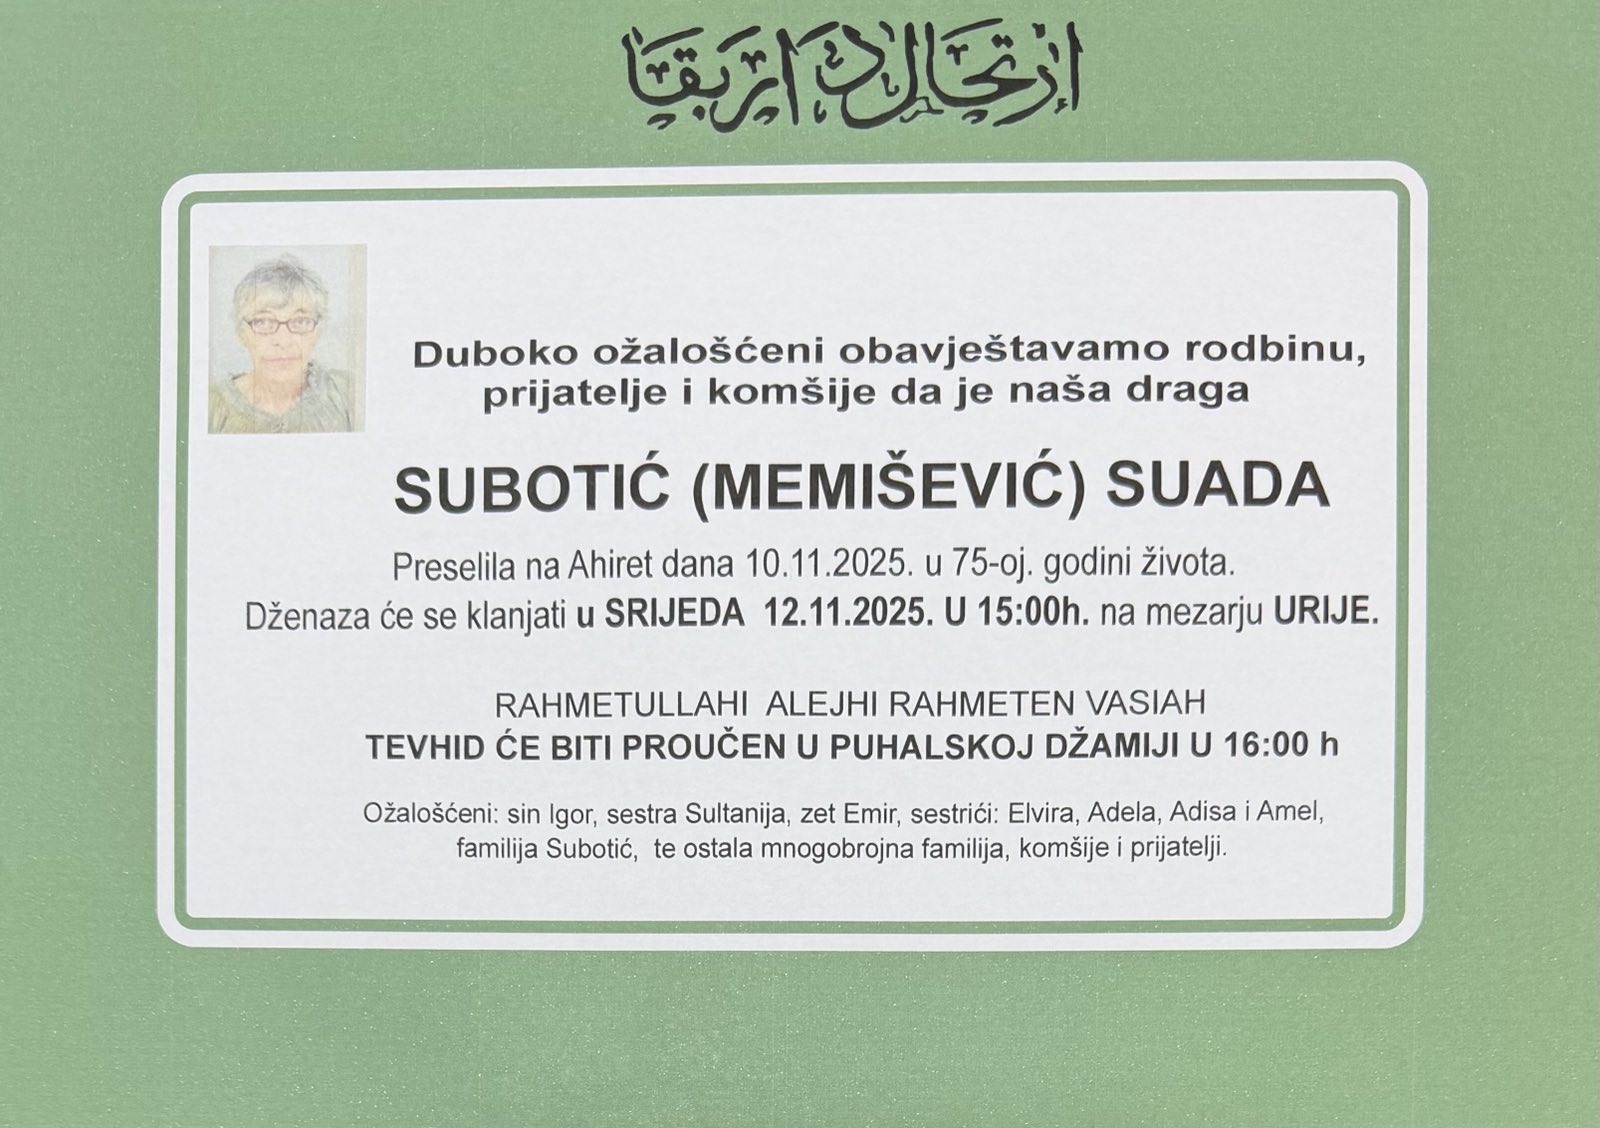 ارتحال دار بقا
Duboko ožalošćeni obavještavamo rodbinu,
prijatelje i komšije da je naša draga
SUBOTIĆ (MEMIŠEVIĆ) SUADA
Preselila na Ahiret dana 10.11.2025. u 75-oj. godini života.
Dženaza će se klanjati u SRIJEDA 12.11.2025. U 15:00h. na mezarju URIJE.
RAHMETULLAHI ALEJHI RAHMETEN VASIAH
TEVHID ĆE BITI PROUČEN U PUHALSKOJ DŽAMIJI U 16:00 h
Ožalošćeni: sin Igor, sestra Sultanija, zet Emir, sestrići: Elvira, Adela, Adisa i Amel,
familija Subotić, te ostala mnogobrojna familija, komšije i prijatelji.